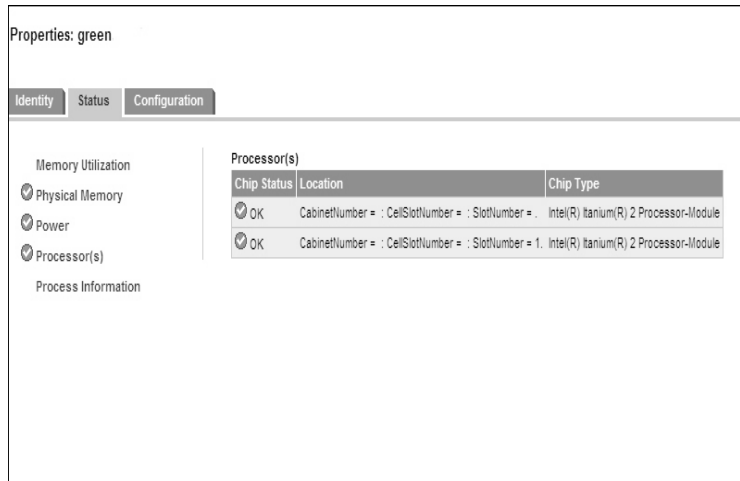 Properties: green
Identity Status Configuration
Memory Utilization
Physical Memory
Power
Processor(s)
Process Information
Processor(s)
Chip Status Location Chip Type
OK CabinetNumber = : CellSlotNumber = : SlotNumber = . Intel(R) Itanium(R) 2 Processor-Module
OK CabinetNumber = : CellSlotNumber = : SlotNumber = 1. Intel(R) Itanium(R) 2 Processor-Module